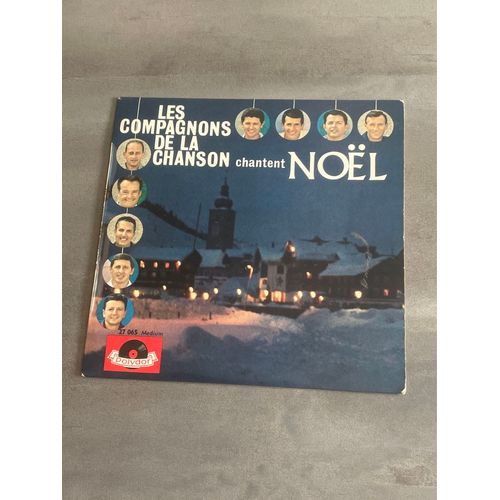 LES
COMPAGNONS
DE LA
CHANSON chantent NOËL
27 065 Medium
Polydor